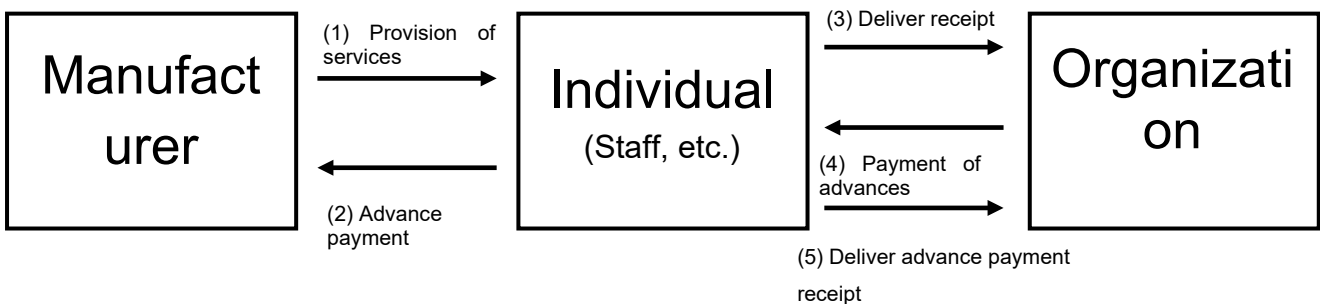 Manufact
urer
(1) Provision of
services
(2) Advance
payment
Individual
(Staff, etc.)
(3) Deliver receipt
(4) Payment of
advances
(5) Deliver advance payment
receipt
Organizati
on